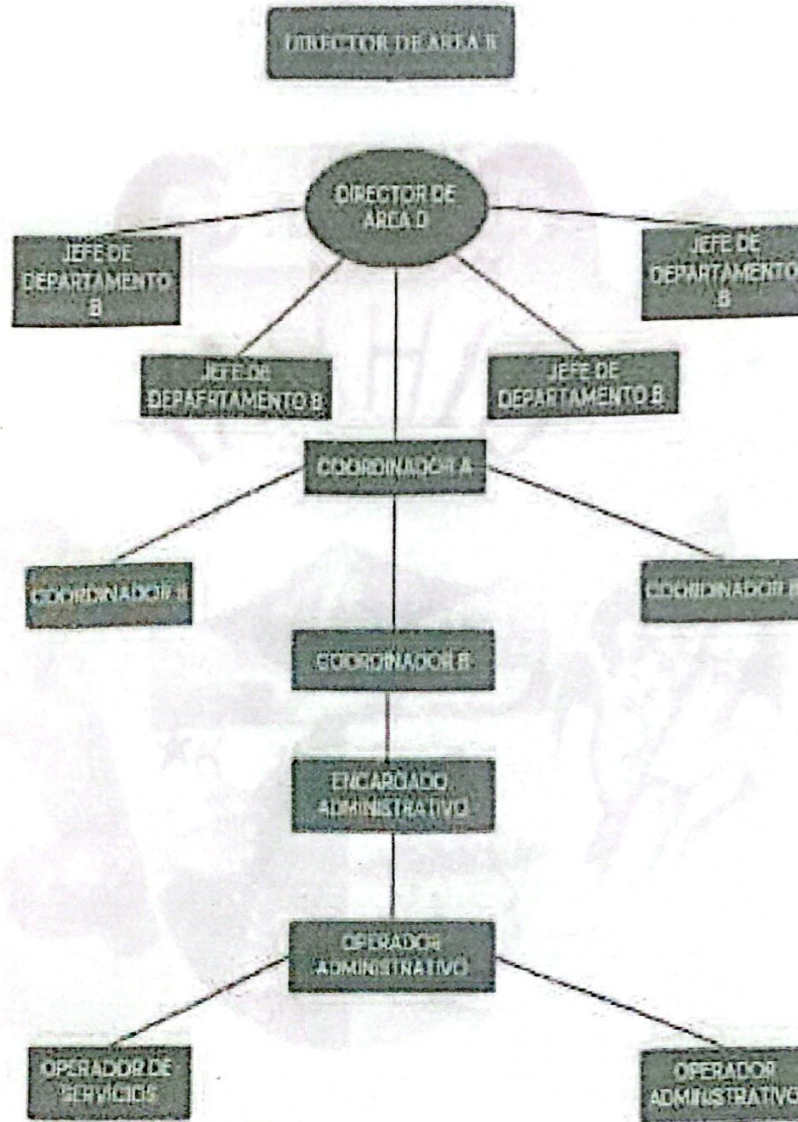 DIRECTOR DE AREA B
DIRECTOR DE
AREA D
JEFE DE
DEPARTAMENTO
B
JEFE DE
DEPARTAMENTO
B
JEFE DE
DEPAFRTAMENTO B
JEFE DE
DEPARTAMENTO B
COORDINADOR A
COORDINADOR B
COORDINADOR B
COORDINADOR B
ENCARGADO
ADMINISTRATIVO
OPERADOR
ADMINISTRATIVO
OPERADOR DE
SERVICIOS
OPERADOR
ADMINISTRATIVO